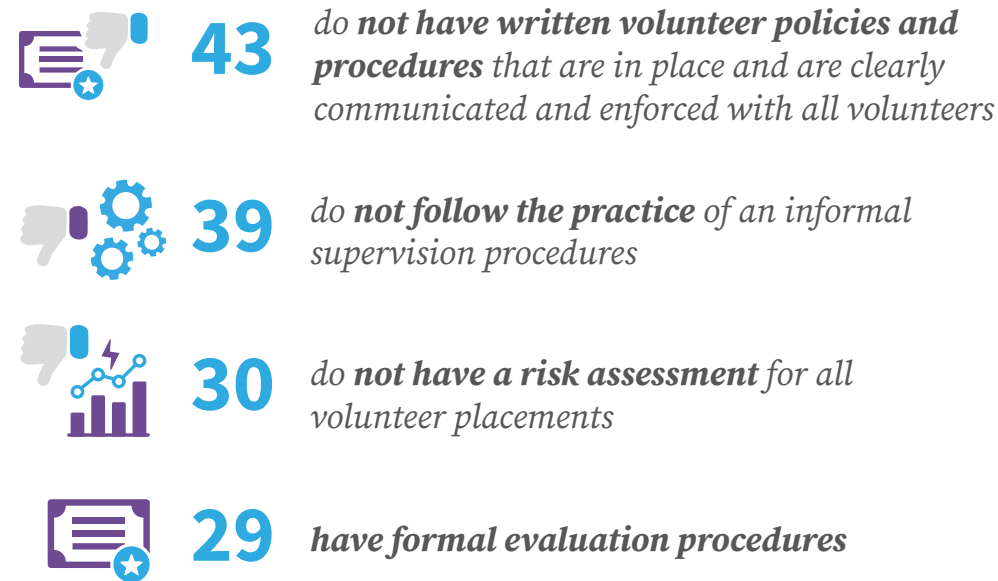 43
do not have written volunteer policies and
procedures that are in place and are clearly
communicated and enforced with all volunteers
39
do not follow the practice of an informal
supervision procedures
30
do not have a risk assessment for all
volunteer placements
29
have formal evaluation procedures